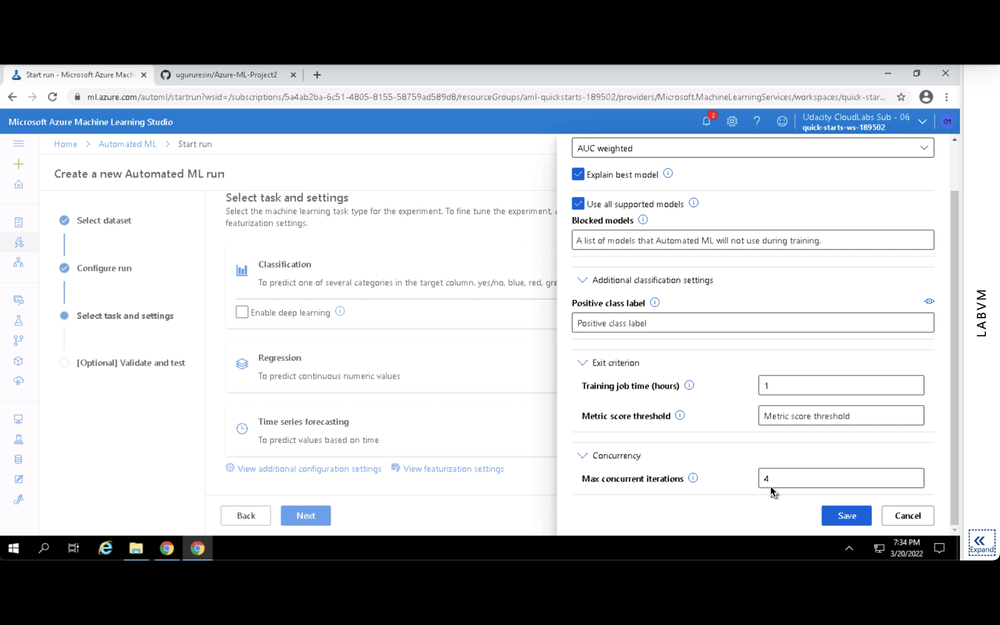 Start run - Microsoft Azure Machi
ugururesin/Azure-ML-Project2
ml.azure.com/automl/startrun?wsid=/subscriptions/5a4ab2ba-6c51-4805-8155-58759ad589d8/resourceGroups/aml-quickstarts-189502/providers/Microsoft.MachineLearningServices/workspaces/quick-star...
Microsoft Azure Machine Learning Studio
2
Udacity CloudLabs Sub - 06
quick-starts-ws-189502
O1
Home > Automated ML > Start run
Create a new Automated ML run
Select dataset
Configure run
Select task and settings
[Optional] Validate and test
Select task and settings
Select the machine learning task type for the experiment. To fine tune the experiment,
featurization settings.
Classification
To predict one of several categories in the target column. yes/no, blue, red, gre
Enable deep learning
Regression
To predict continuous numeric values
Time series forecasting
To predict values based on time
View additional configuration settings View featurization settings
Back Next
AUC weighted
Explain best model
Use all supported models
Blocked models
A list of models that Automated ML will not use during training.
Additional classification settings
Positive class label
Positive class label
Exit criterion
Training job time (hours) 1
Metric score threshold Metric score threshold
Concurrency
Max concurrent iterations 4
Save Cancel
7:34 PM
3/20/2022
LABVM
Expand